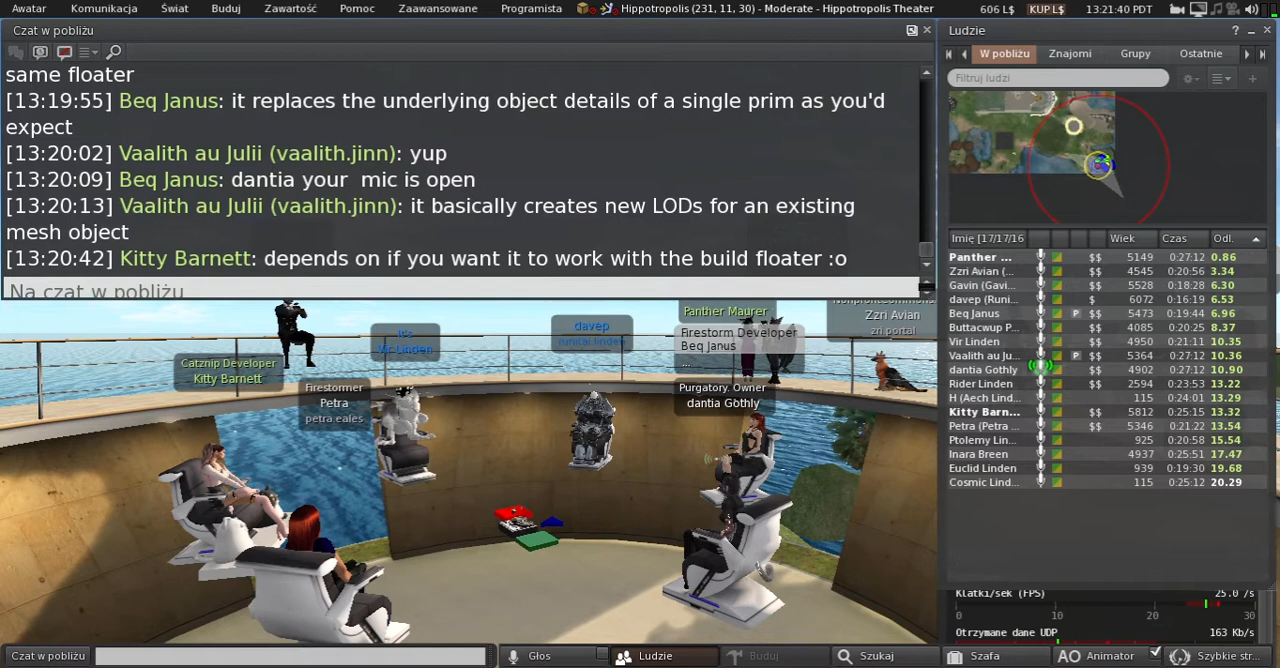 Awatar Komunikacja Świat Buduj Zawartość Pomoc Zaawansowane Programista Hippotropolis (231, 11, 30) - Moderate - Hippotropolis Theater 606 L$ KUP L$ 13:21:40 PDT
Czat w pobliżu
same floater
[13:19:55] Beq Janus: it replaces the underlying object details of a single prim as you'd
expect
[13:20:02] Vaalith au Julii (vaalith.jinn): yup
[13:20:09] Beq Janus: dantia your mic is open
[13:20:13] Vaalith au Julii (vaalith.jinn): it basically creates new LODs for an existing
mesh object
[13:20:42] Kitty Barnett: depends on if you want it to work with the build floater :o
Na czat w pobliżu
Catznip Developer
Kitty Barnett
Firestormer
Petra
petra.eales
It's
Vir Linden
davep
runitai.linden
Panther Maurer
Firestorm Developer
Beq Janus
...
Purgatory. Owner
dantia Gothly
NonprofitCommons
Zzri Avian
zri.portal
Ludzie
W pobliżu Znajomi Grupy Ostatnie
Filtruj ludzi
Imię [17/17/16 Wiek Czas Odl.
Panther ... $$ 5149 0:27:12 0.86
Zzri Avian (... $$ 4545 0:20:56 3.34
Gavin (Gavi... $$ 5528 0:18:28 6.30
davep (Runi... $ 6072 0:16:19 6.53
Beq Janus P $$ 5473 0:19:44 6.96
Buttacwup P... $$ 4085 0:20:25 8.37
Vir Linden $$ 4950 0:21:11 10.35
Vaalith au Ju... P $$ 5364 0:27:12 10.36
dantia Gothly $$ 4902 0:27:12 10.90
Rider Linden $$ 2594 0:23:53 13.22
H (Aech Lind... 115 0:24:01 13.29
Kitty Barn... $$ 5812 0:25:15 13.32
Petra (Petra ... $$ 5346 0:21:22 13.54
Ptolemy Lin... 925 0:20:58 15.54
Inara Breen 4937 0:25:51 17.47
Euclid Linden 939 0:19:30 19.68
Cosmic Lind... 115 0:25:12 20.29
Klatki/sek (FPS) 25.0 /s
0 10 20 30
Otrzymane dane UDP 163 Kb/s
Czat w pobliżu Głos Ludzie Buduj Szukaj Szafa AO Animator Szybkie str...